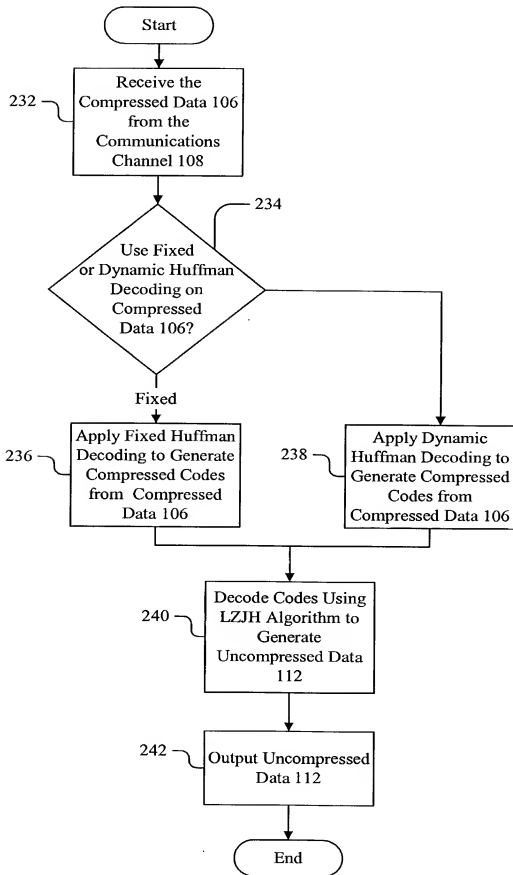 Start
232
Receive the
Compressed Data 106
from the
Communications
Channel 108
234
Use Fixed
or Dynamic Huffman
Decoding on
Compressed
Data 106?
Fixed
236
Apply Fixed Huffman
Decoding to Generate
Compressed Codes
from Compressed
Data 106
238
Apply Dynamic
Huffman Decoding to
Generate Compressed
Codes from
Compressed Data 106
240
Decode Codes Using
LZJH Algorithm to
Generate
Uncompressed Data
112
242
Output Uncompressed
Data 112
End